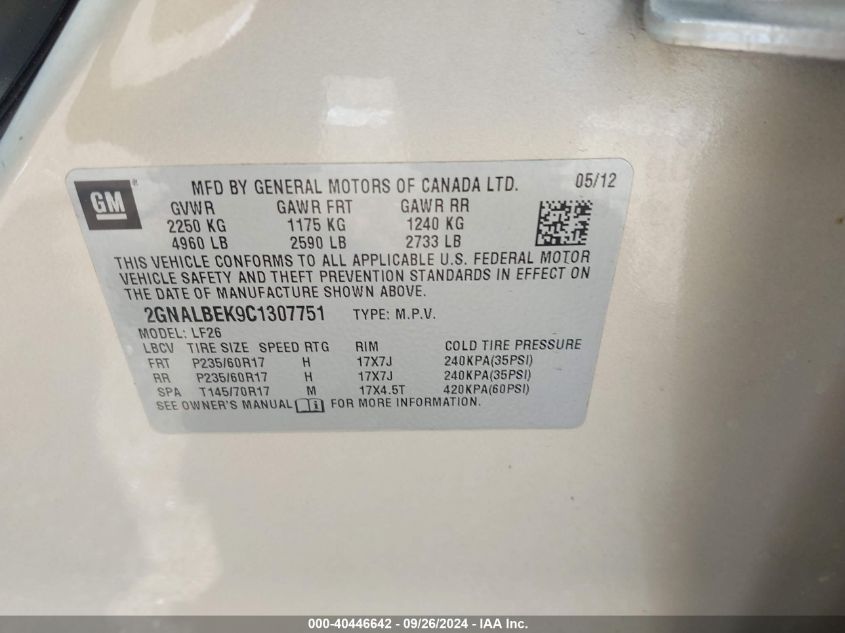 GM
MFD BY GENERAL MOTORS OF CANADA LTD. 05/12
GVWR GAWR FRT GAWR RR
2250 KG 1175 KG 1240 KG
4960 LB 2590 LB 2733 LB
THIS VEHICLE CONFORMS TO ALL APPLICABLE U.S. FEDERAL MOTOR
VEHICLE SAFETY AND THEFT PREVENTION STANDARDS IN EFFECT ON
THE DATE OF MANUFACTURE SHOWN ABOVE.
2GNALBEK9C1307751 TYPE: M.P.V.
MODEL: LF26
LBCV TIRE SIZE SPEED RTG RIM COLD TIRE PRESSURE
FRT P235/60R17 H 17X7J 240KPA(35PSI)
RR P235/60R17 H 17X7J 240KPA(35PSI)
SPA T145/70R17 M 17X4.5T 420KPA(60PSI)
SEE OWNER'S MANUAL i FOR MORE INFORMATION.
000-40446642 - 09/26/2024 - IAA Inc.